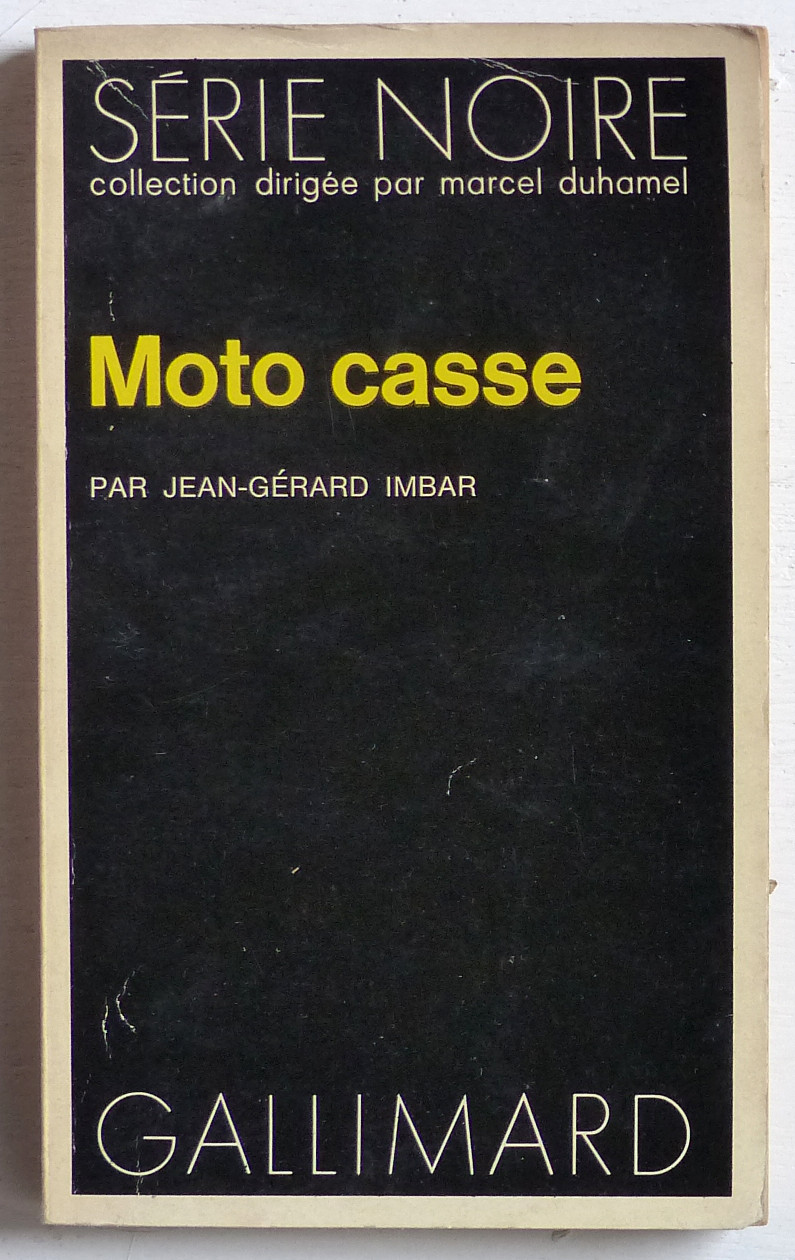 SÉRIE NOIRE
collection dirigée par marcel duhamel
Moto casse
PAR JEAN-GÉRARD IMBAR
GALLIMARD